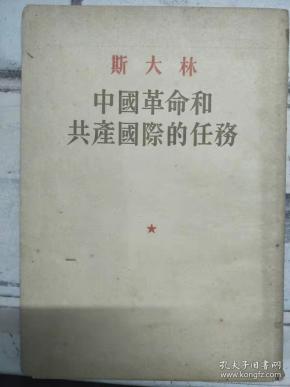 斯大林
中國革命和
共產國際的任務
孔夫子旧书网